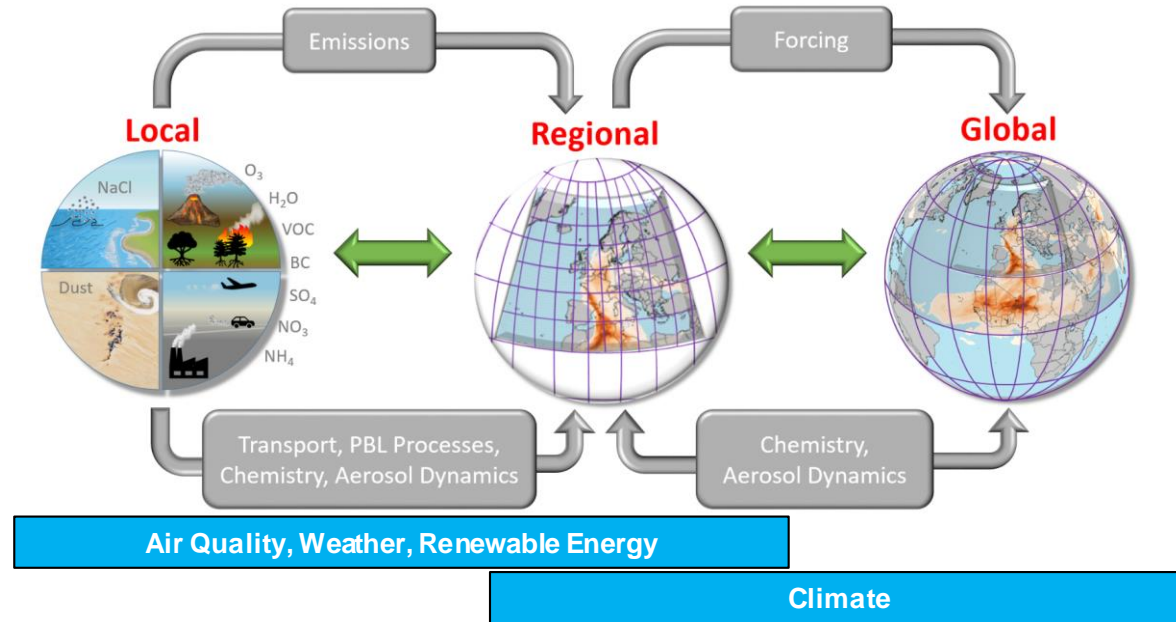 Emissions
Forcing
Local
Regional
Global
NaCl
O₃
H₂O
VOC
BC
Dust
SO₄
NO₃
NH₄
Transport, PBL Processes,
Chemistry, Aerosol Dynamics
Chemistry,
Aerosol Dynamics
Air Quality, Weather, Renewable Energy
Climate